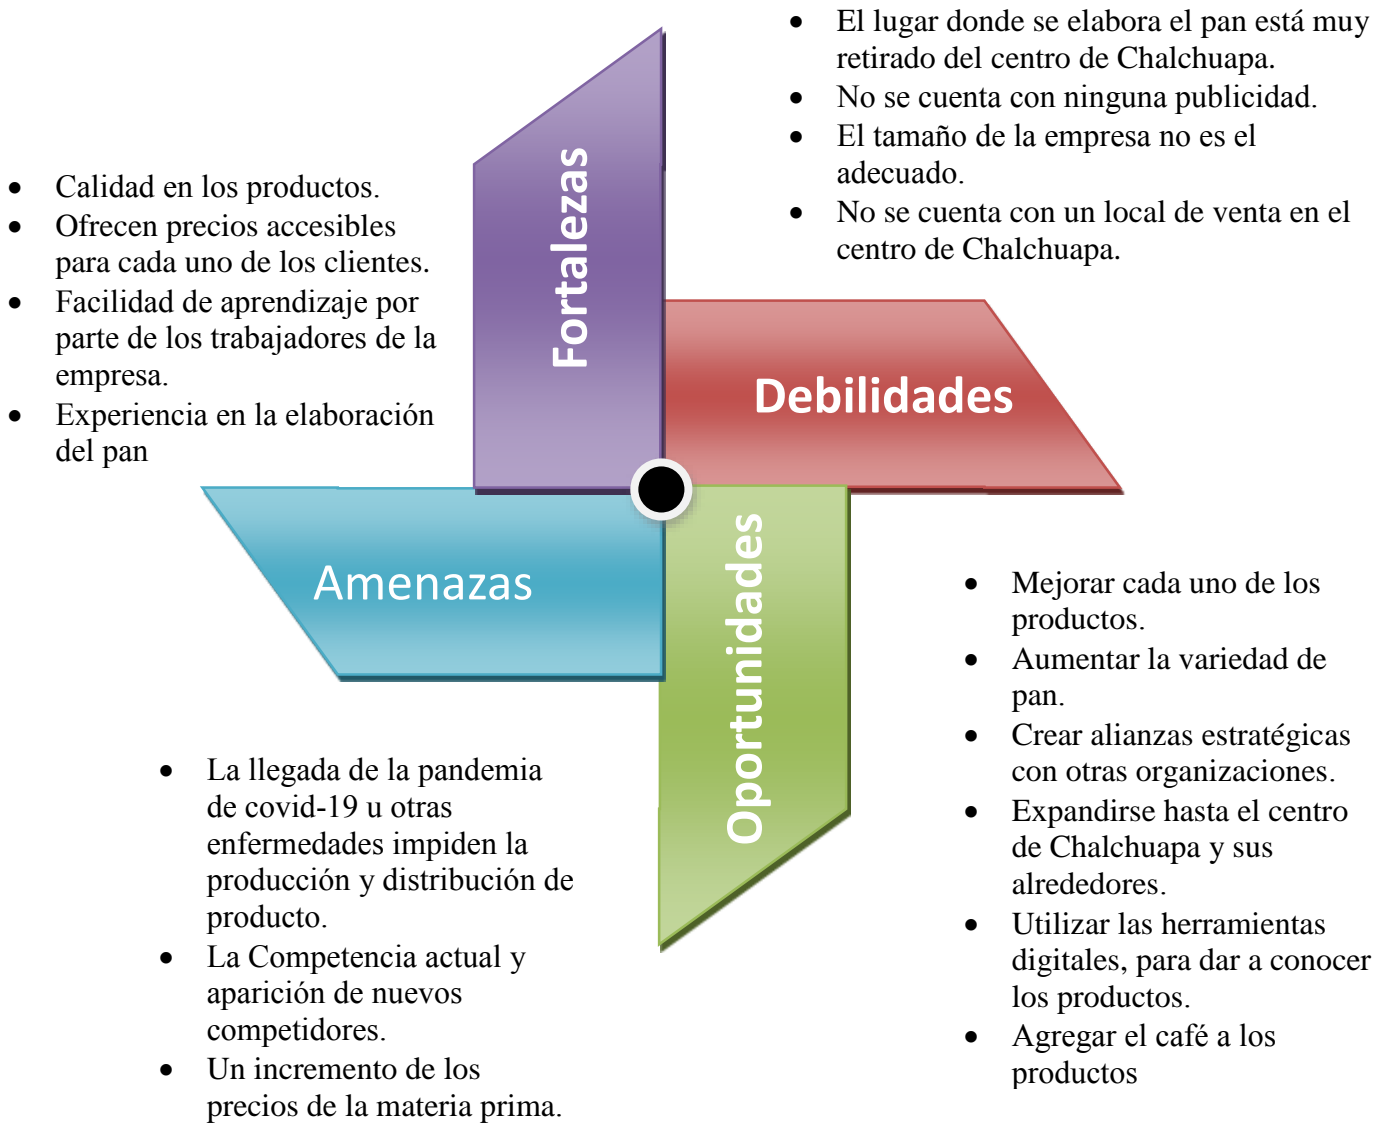 Fortalezas
• Calidad en los productos.
• Ofrecen precios accesibles
para cada uno de los clientes.
• Facilidad de aprendizaje por
parte de los trabajadores de la
empresa.
• Experiencia en la elaboración
del pan
Debilidades
• El lugar donde se elabora el pan está muy
retirado del centro de Chalchuapa.
• No se cuenta con ninguna publicidad.
• El tamaño de la empresa no es el
adecuado.
• No se cuenta con un local de venta en el
centro de Chalchuapa.
Amenazas
• La llegada de la pandemia
de covid-19 u otras
enfermedades impiden la
producción y distribución de
producto.
• La Competencia actual y
aparición de nuevos
competidores.
• Un incremento de los
precios de la materia prima.
Oportunidades
• Mejorar cada uno de los
productos.
• Aumentar la variedad de
pan.
• Crear alianzas estratégicas
con otras organizaciones.
• Expandirse hasta el centro
de Chalchuapa y sus
alrededores.
• Utilizar las herramientas
digitales, para dar a conocer
los productos.
• Agregar el café a los
productos